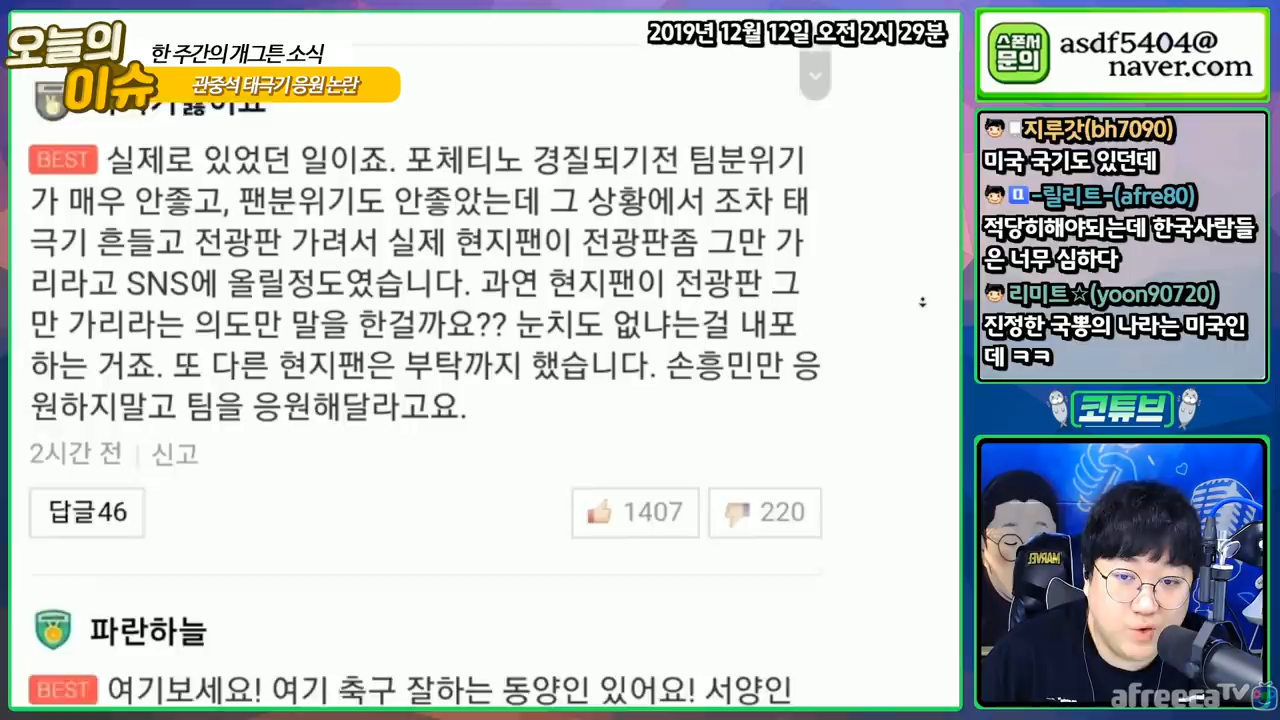 오늘의
이슈
한 주간의 개그튼 소식
관중석 태극기 응원 논란
2019년 12월 12일 오전 2시 29분
BEST 실제로 있었던 일이죠. 포체티노 경질되기전 팀분위기
가 매우 안좋고, 팬분위기도 안좋았는데 그 상황에서 조차 태
극기 흔들고 전광판 가려서 실제 현지팬이 전광판좀 그만 가
리라고 SNS에 올릴정도였습니다. 과연 현지팬이 전광판 그
만 가리라는 의도만 말을 한걸까요?? 눈치도 없냐는걸 내포
하는 거죠. 또 다른 현지팬은 부탁까지 했습니다. 손흥민만 응
원하지말고 팀을 응원해달라고요.
2시간 전 | 신고
답글46
1407
220
파란하늘
BEST 여기보세요! 여기 축구 잘하는 동양인 있어요! 서양인
스폰서
문의
asdf5404@
naver.com
지루갓(bh7090)
미국 국기도 있던데
-릴리트-(afre80)
적당히해야되는데 한국사람들
은 너무 심하다
리미트☆(yoon90720)
진정한 국뽕의 나라는 미국인
데 ㅋㅋ
코튜브
MARVEL
afreecaTV